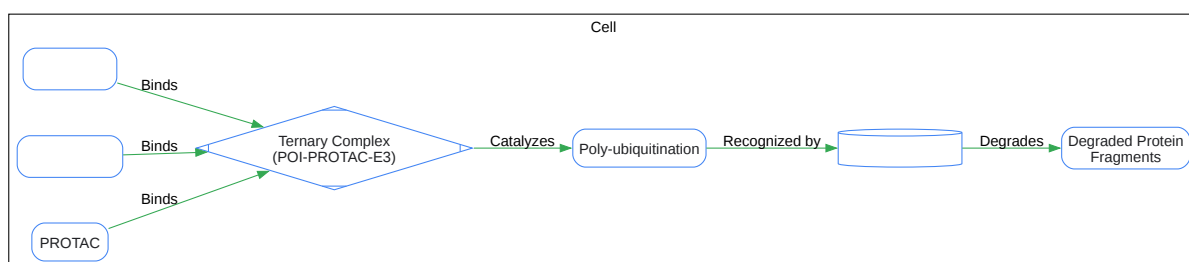 Cell
Binds
Binds
Binds
PROTAC
Ternary Complex
(POI-PROTAC-E3)
Catalyzes
Poly-ubiquitination
Recognized by
Degrades
Degraded Protein
Fragments